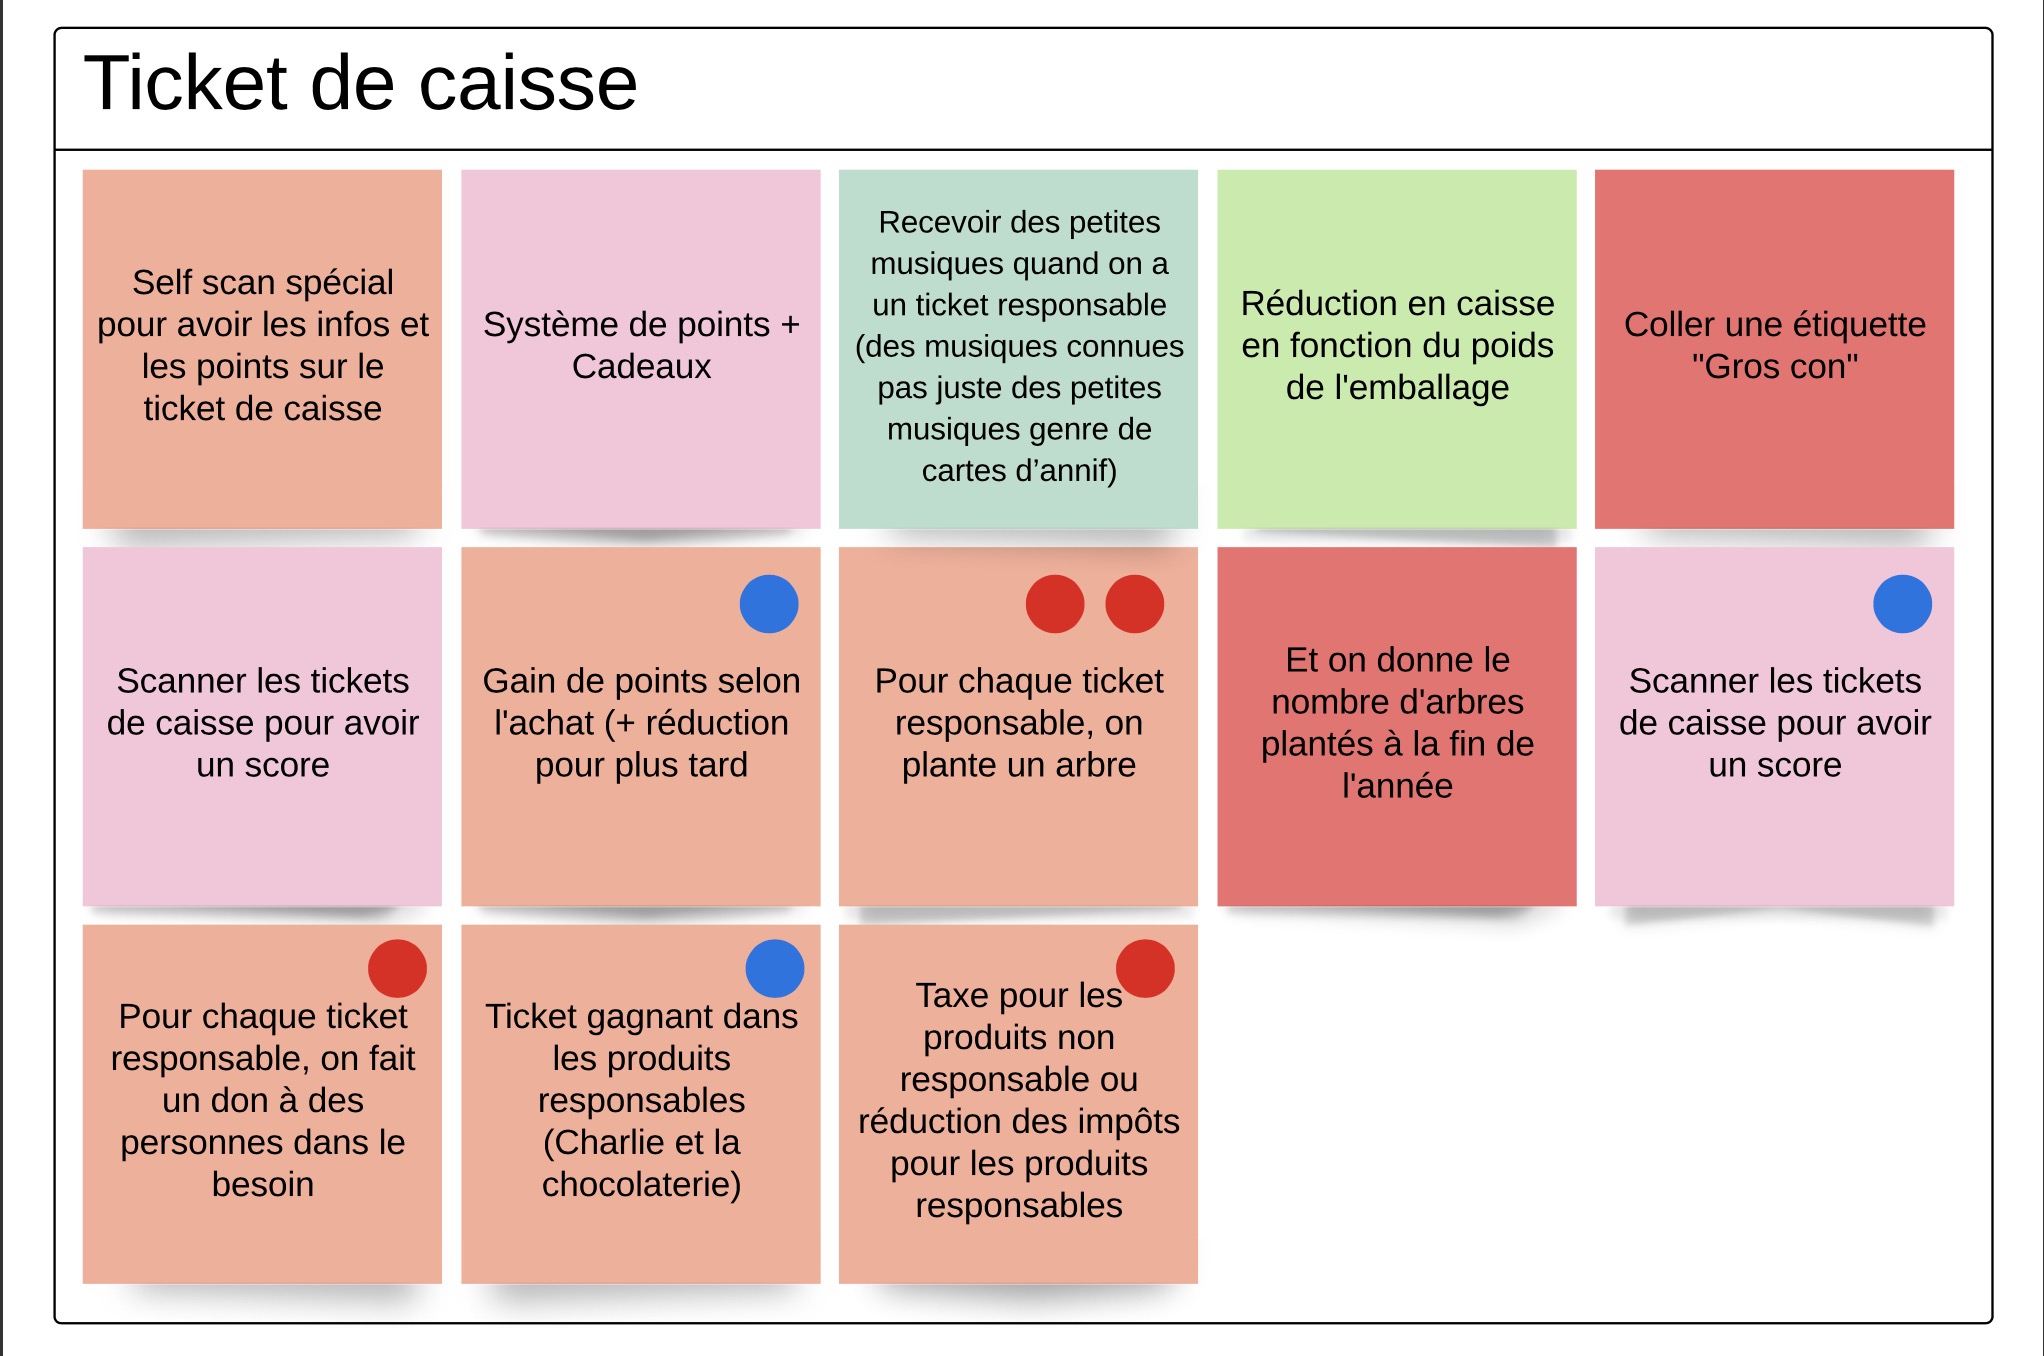 Ticket de caisse
Self scan spécial
pour avoir les infos et
les points sur le
ticket de caisse
Système de points +
Cadeaux
Recevoir des petites
musiques quand on a
un ticket responsable
(des musiques connues
pas juste des petites
musiques genre de
cartes d’annif)
Réduction en caisse
en fonction du poids
de l'emballage
Coller une étiquette
"Gros con"
Scanner les tickets
de caisse pour avoir
un score
Gain de points selon
l'achat (+ réduction
pour plus tard
Pour chaque ticket
responsable, on
plante un arbre
Et on donne le
nombre d'arbres
plantés à la fin de
l'année
Scanner les tickets
de caisse pour avoir
un score
Pour chaque ticket
responsable, on fait
un don à des
personnes dans le
besoin
Ticket gagnant dans
les produits
responsables
(Charlie et la
chocolaterie)
Taxe pour les
produits non
responsable ou
réduction des impôts
pour les produits
responsables